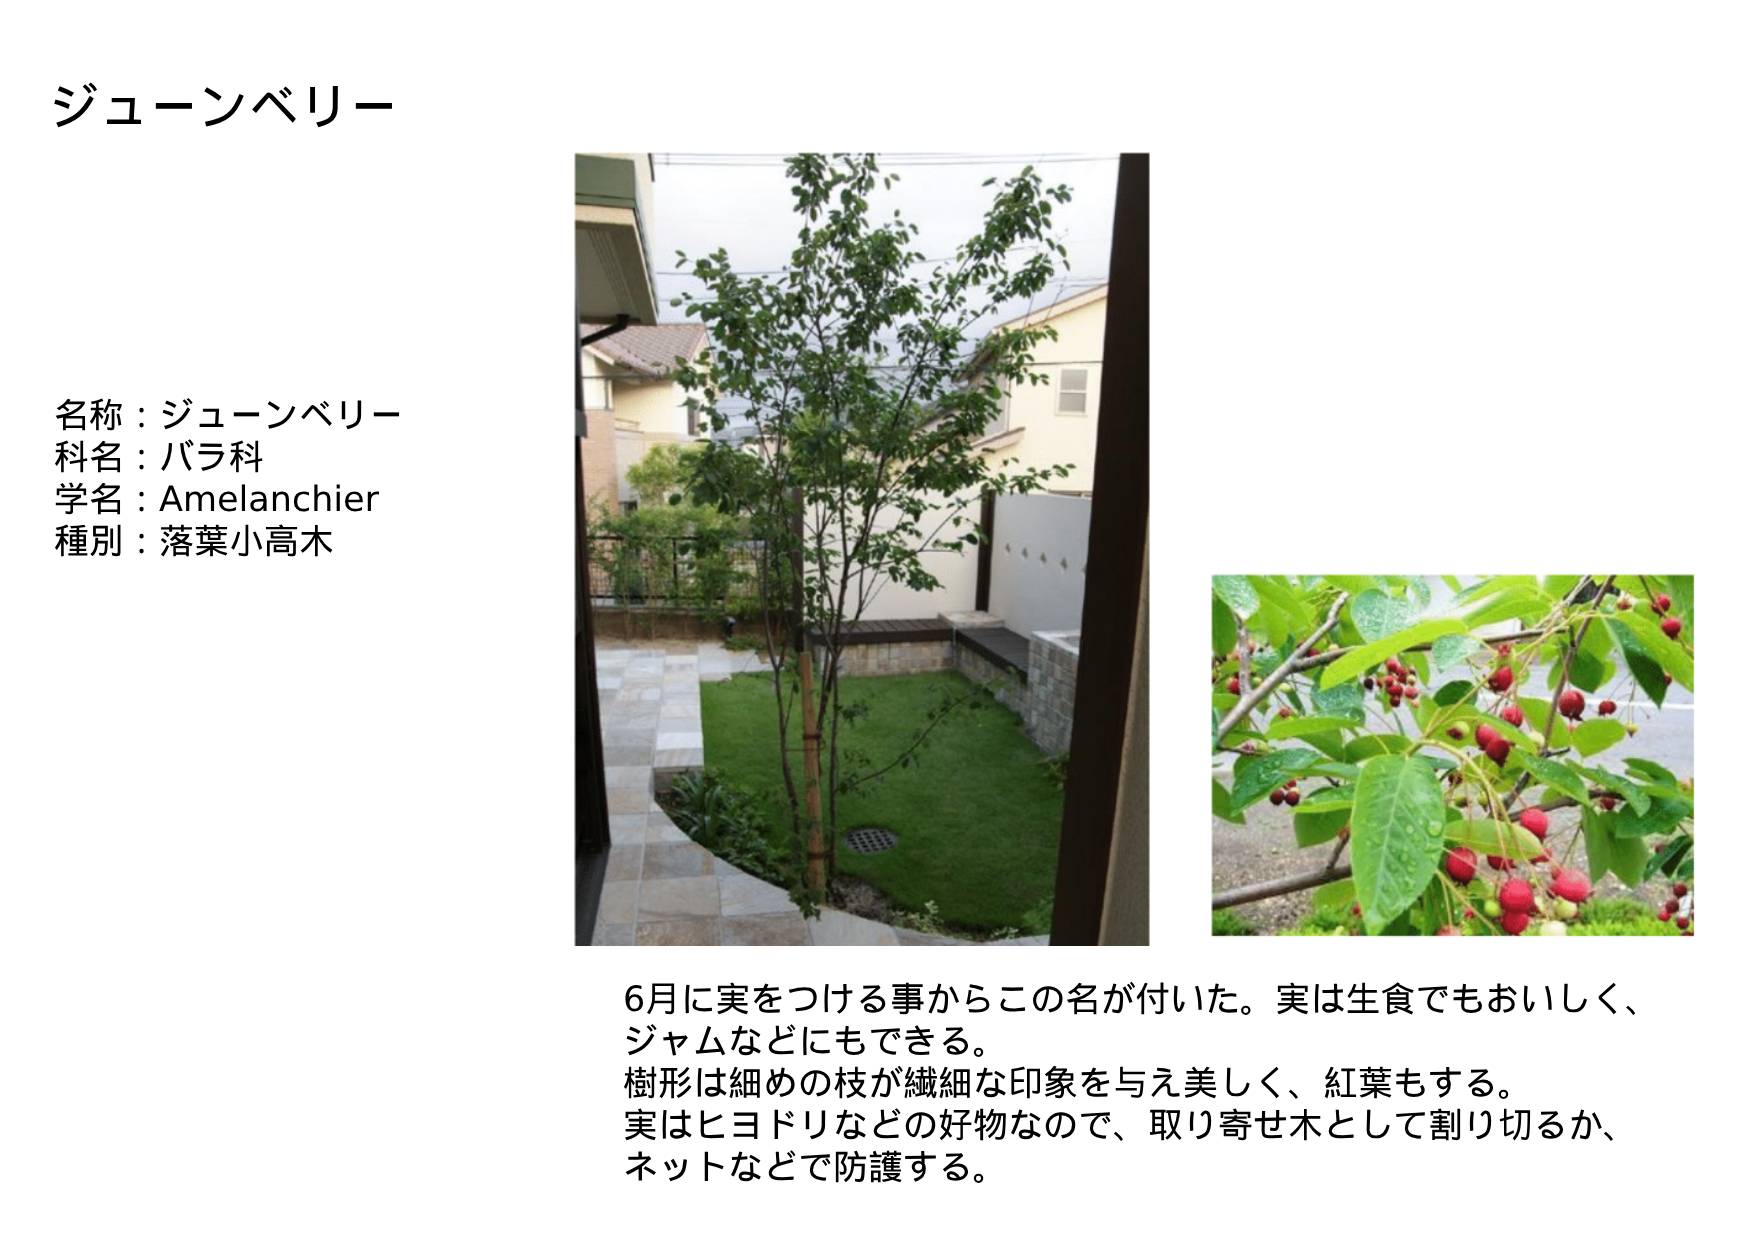 ジューンベリー
名称：ジューンベリー
科名：バラ科
学名：Amelanchier
種別：落葉小高木
6月に実をつける事からこの名が付いた。実は生食でもおいしく、
ジャムなどにもできる。
樹形は細めの枝が繊細な印象を与え美しく、紅葉もする。
実はヒヨドリなどの好物なので、取り寄せ木として割り切るか、
ネットなどで防護する。